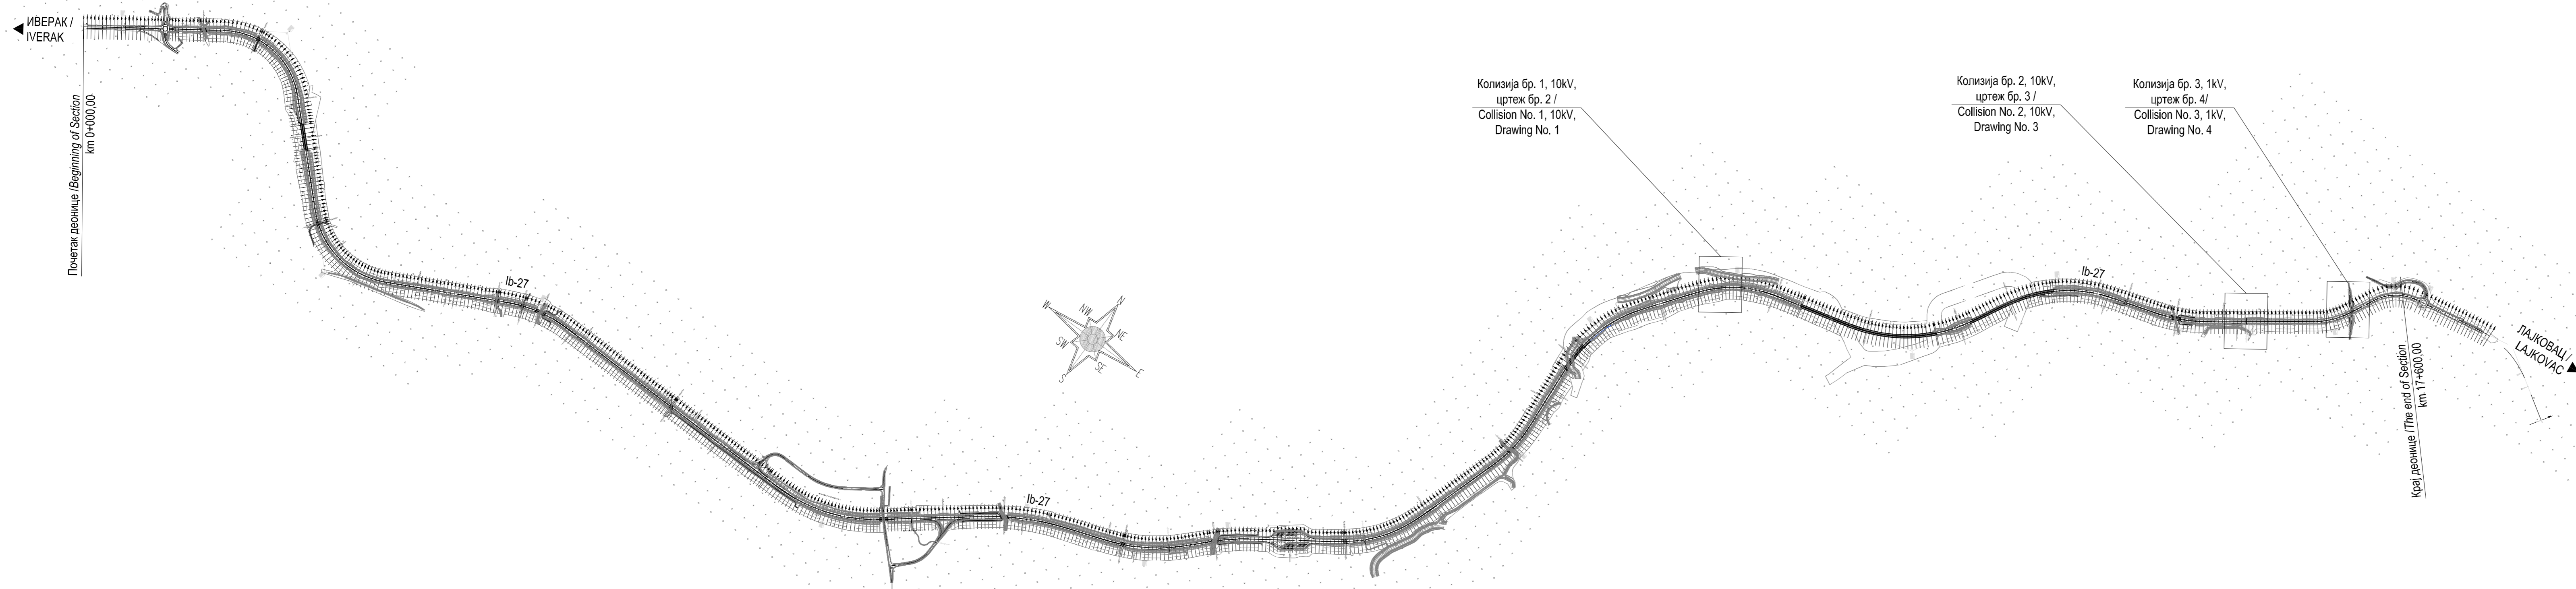 ИВЕРАК /
IVERAK
Почетак деонице /Beginning of Section
km 0+000,00
Ib-27
W
NW
N
NE
E
SE
S
SW
Ib-27
Колизија бр. 1, 10kV,
цртеж бр. 2 /
Collision No. 1, 10kV,
Drawing No. 1
Колизија бр. 2, 10kV,
цртеж бр. 3 /
Collision No. 2, 10kV,
Drawing No. 3
Колизија бр. 3, 1kV,
цртеж бр. 4/
Collision No. 3, 1kV,
Drawing No. 4
Ib-27
Крај деонице /The end of Section
km 17+600,00
ЛАЈКОВАЦ /
LAJKOVAC